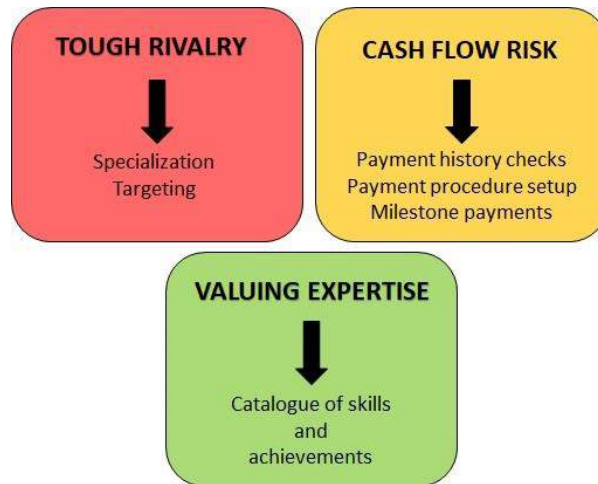 TOUGH RIVALRY
Specialization
Targeting
CASH FLOW RISK
Payment history checks
Payment procedure setup
Milestone payments
VALUING EXPERTISE
Catalogue of skills
and
achievements